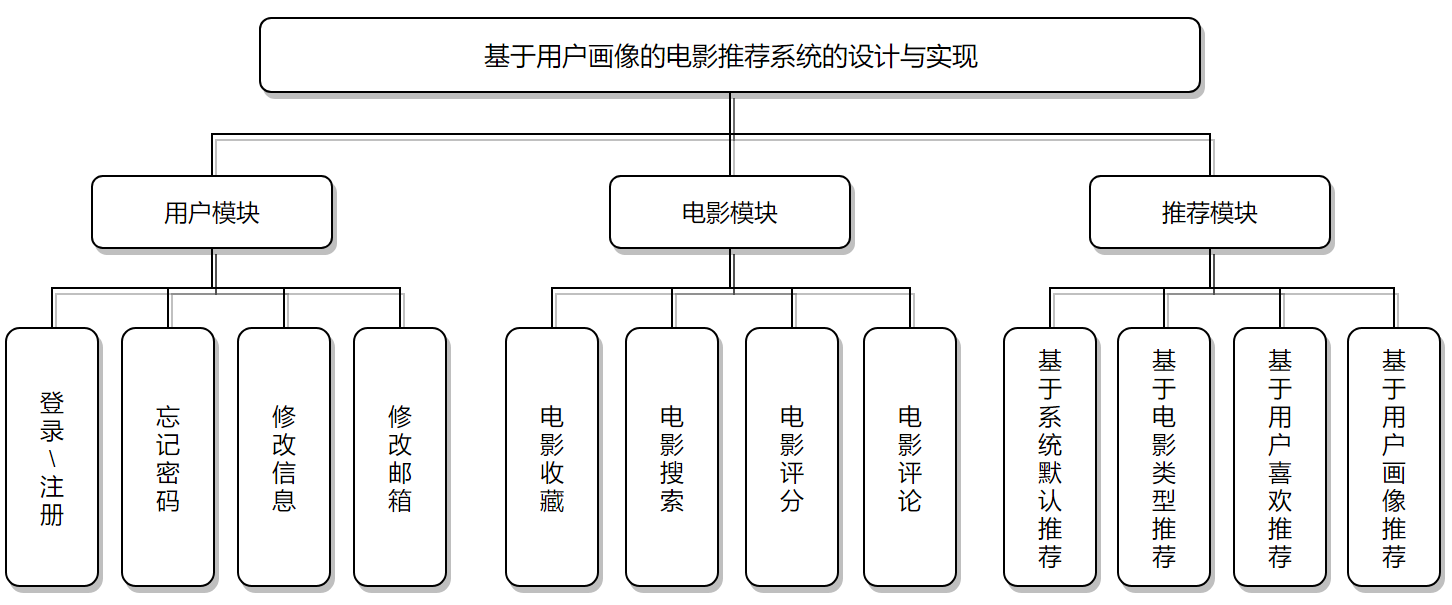 基于用户画像的电影推荐系统的设计与实现
用户模块
电影模块
推荐模块
登录\注册
忘记密码
修改信息
修改邮箱
电影收藏
电影搜索
电影评分
电影评论
基于系统默认推荐
基于电影类型推荐
基于用户喜欢推荐
基于用户画像推荐